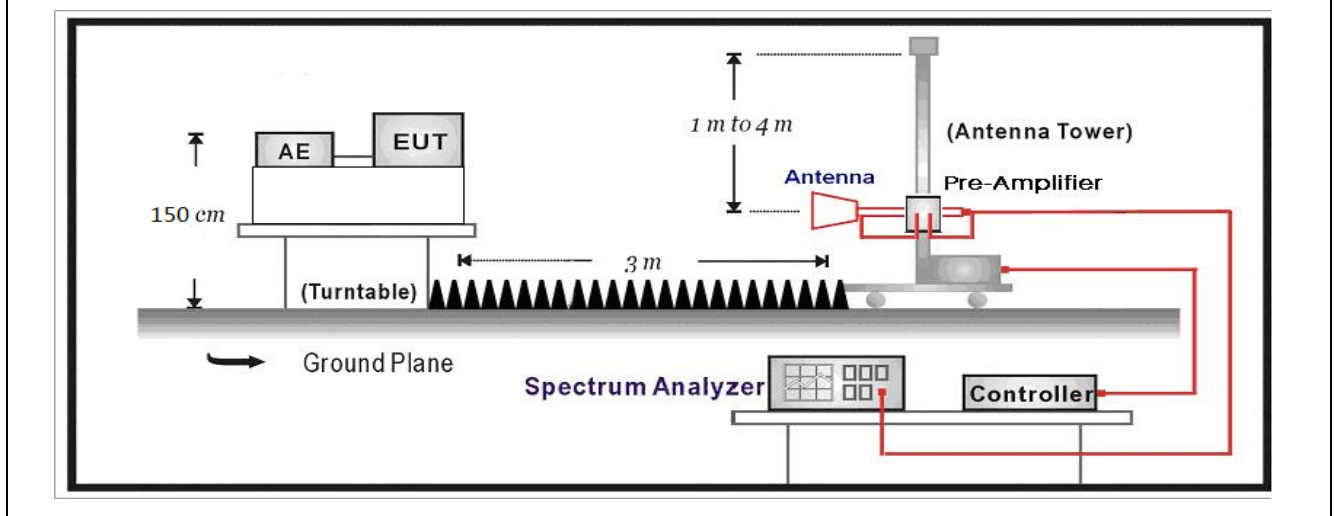 1 m to 4 m
(Antenna Tower)
EUT
AE
Antenna
Pre-Amplifier
150 cm
3 m
(Turntable)
Ground Plane
Spectrum Analyzer
Controller